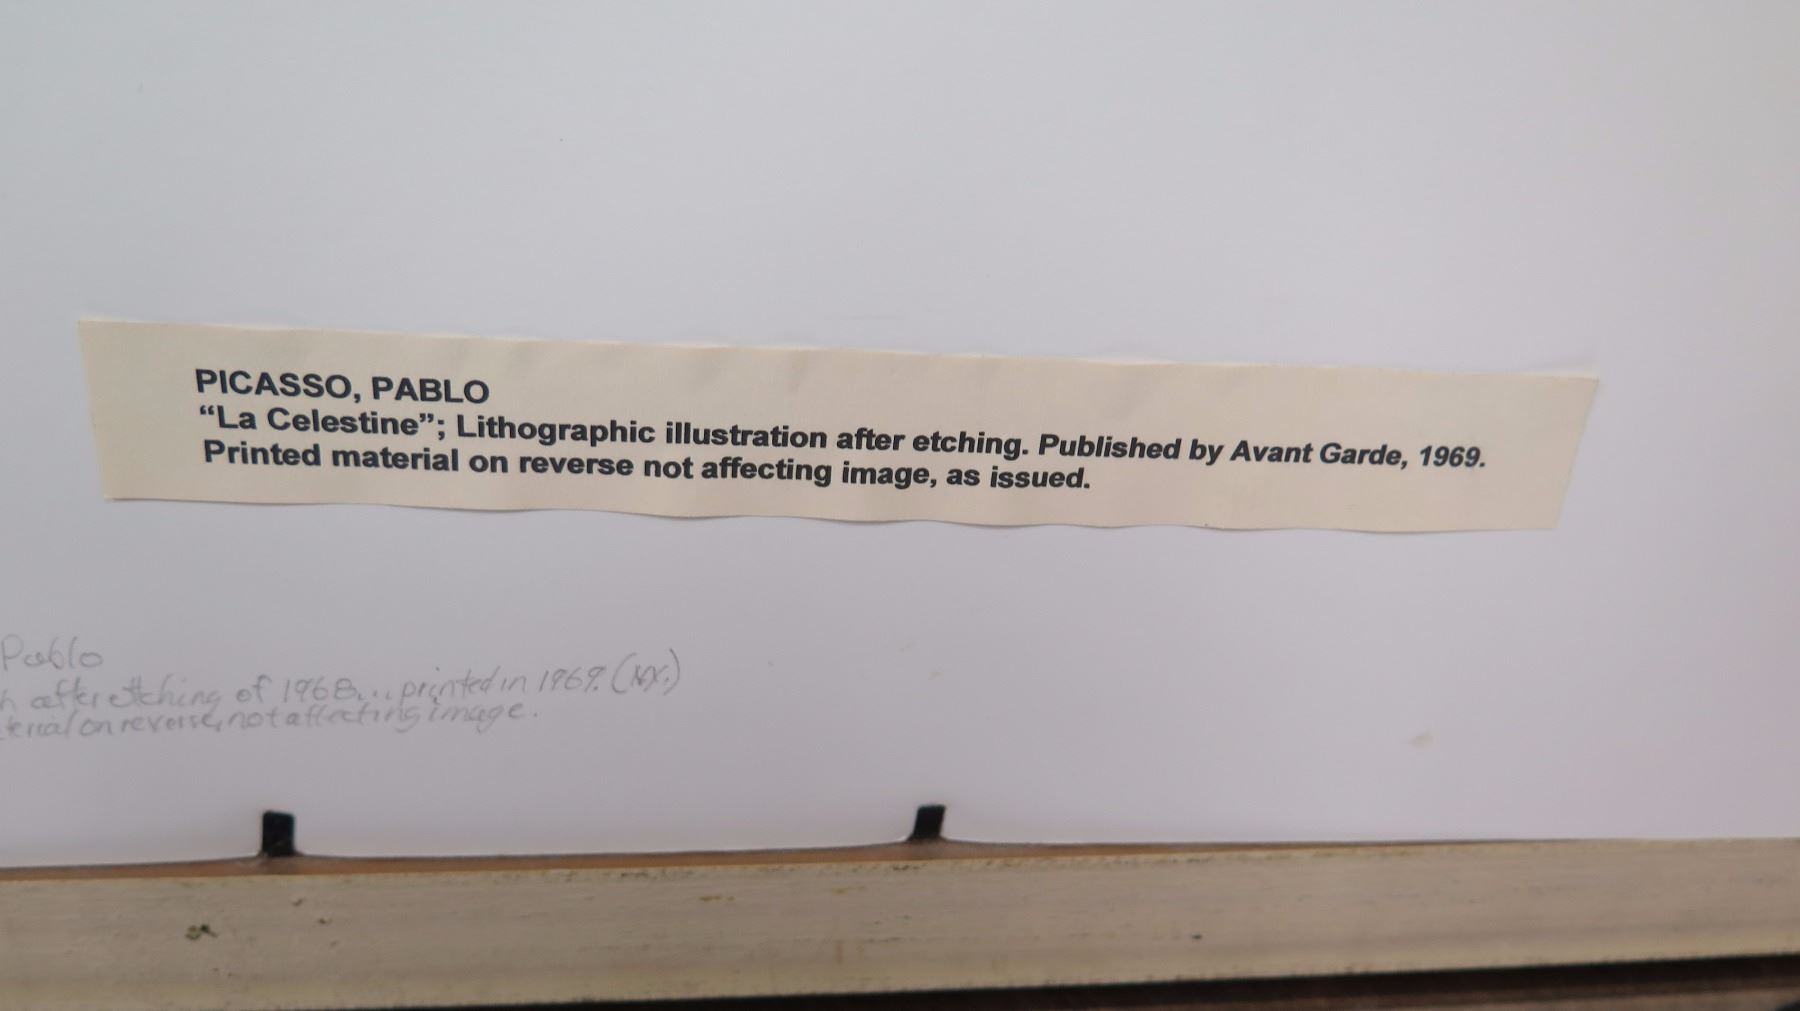 PICASSO, PABLO
“La Celestine”; Lithographic illustration after etching. Published by Avant Garde, 1969.
Printed material on reverse not affecting image, as issued.
Pablo
h after etching of 1968... printed in 1969.
terial on reverse, not affecting image.